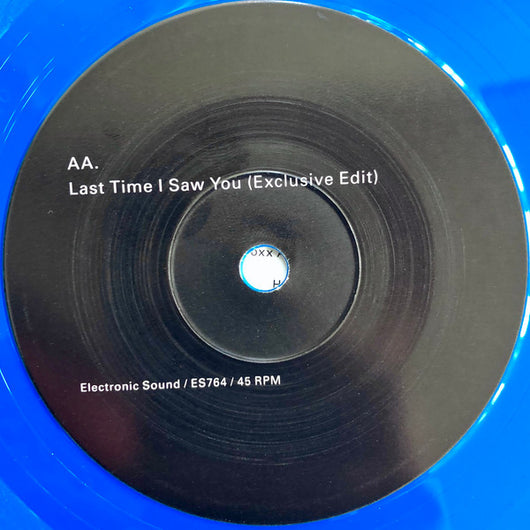 AA.
Last Time I Saw You (Exclusive Edit)
Electronic Sound / ES764 / 45 RPM